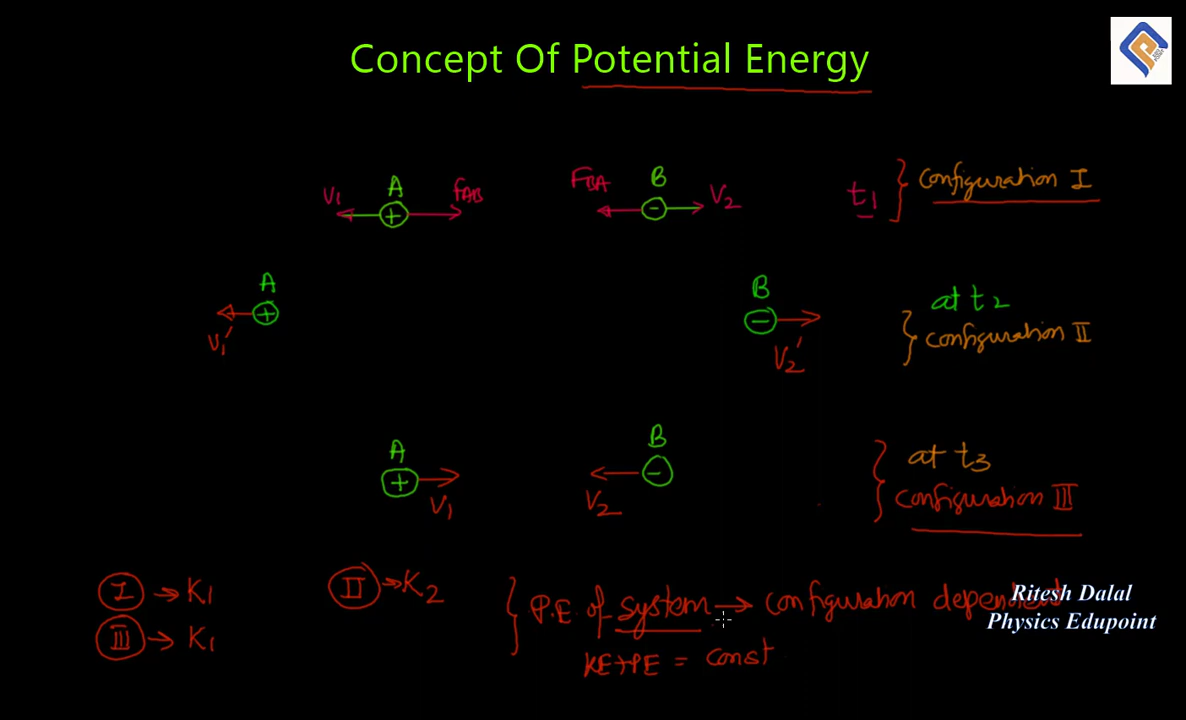 Concept Of Potential Energy
V1 A FAB FBA B V2 t1 } Configuration I
+ -
A B at t2
+ - } Configuration II
V1' V2'
A B at t3
+ - } Configuration III
V1 V2
I → K1 II → K2 } P.E. of system → configuration dependent
III → K1 KE+PE = const
Ritesh Dalal
Physics Edupoint